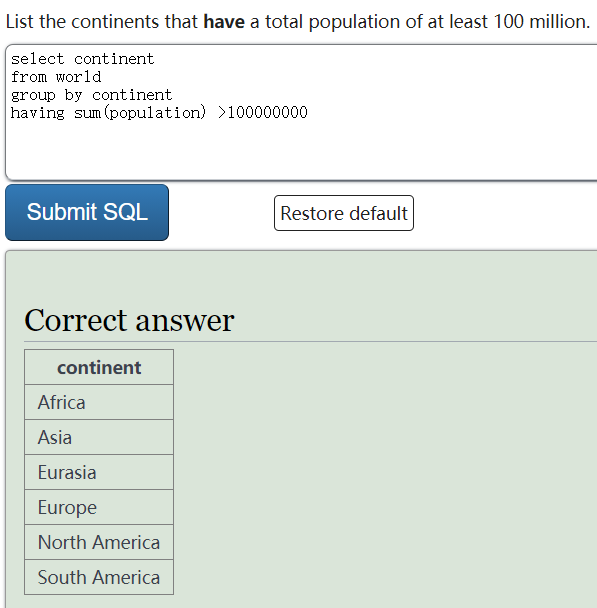 List the continents that have a total population of at least 100 million.
select continent
from world
group by continent
having sum(population) >100000000
Submit SQL
Restore default
Correct answer
continent
Africa
Asia
Eurasia
Europe
North America
South America